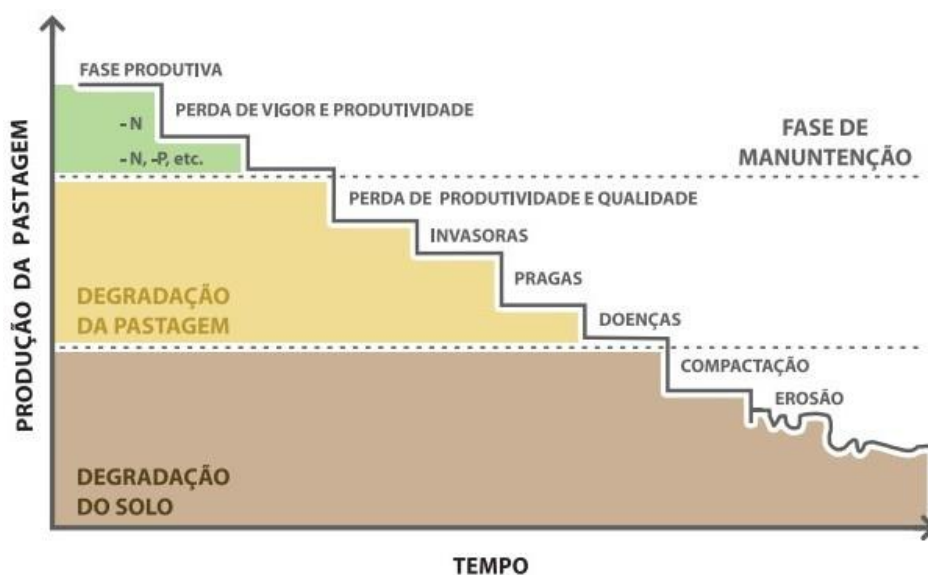 FASE PRODUTIVA
PERDA DE VIGOR E PRODUTIVIDADE
- N
- N, -P, etc.
FASE DE
MANUNTENÇÃO
PERDA DE PRODUTIVIDADE E QUALIDADE
INVASORAS
PRAGAS
DEGRADAÇÃO
DA PASTAGEM
DOENÇAS
COMPACTAÇÃO
EROSÃO
DEGRADAÇÃO
DO SOLO
PRODUÇÃO DA PASTAGEM
TEMPO